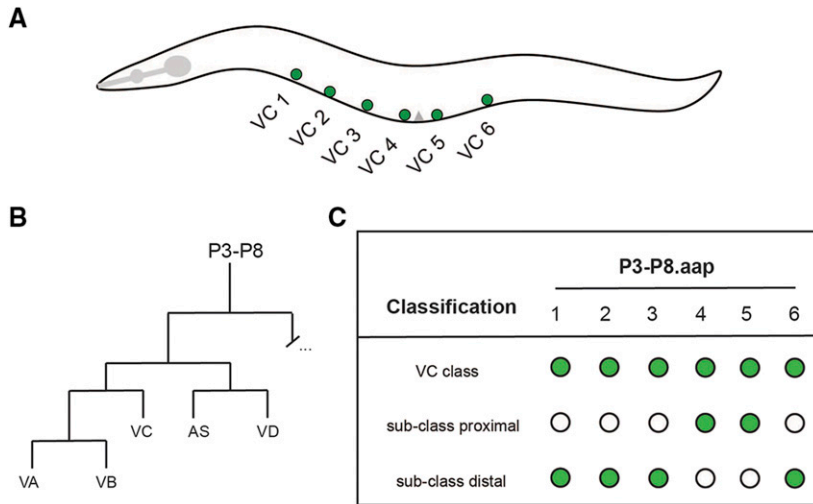 A
VC 1
VC 2
VC 3
VC 4
VC 5
VC 6
B
P3-P8
...
VC AS VD
VA VB
C
P3-P8.aap
Classification 1 2 3 4 5 6
VC class
sub-class proximal
sub-class distal